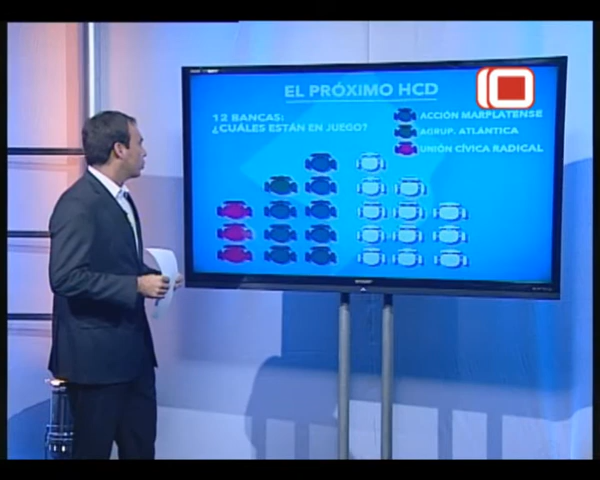 EL PRÓXIMO HCD
12 BANCAS:
¿CUÁLES ESTÁN EN JUEGO?
ACCIÓN MARPLATENSE
AGRUP. ATLÁNTICA
UNIÓN CÍVICA RADICAL